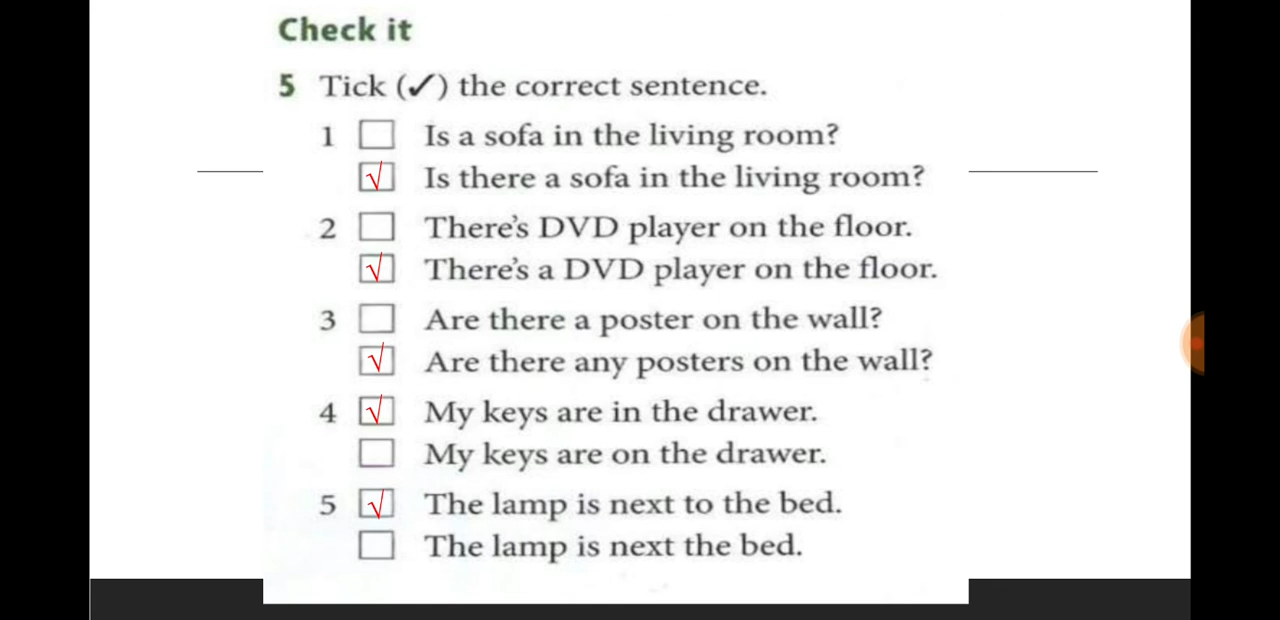 Check it
5 Tick (✓) the correct sentence.
1 Is a sofa in the living room?
√ Is there a sofa in the living room?
2 There's DVD player on the floor.
√ There's a DVD player on the floor.
3 Are there a poster on the wall?
√ Are there any posters on the wall?
4 √ My keys are in the drawer.
My keys are on the drawer.
5 √ The lamp is next to the bed.
The lamp is next the bed.